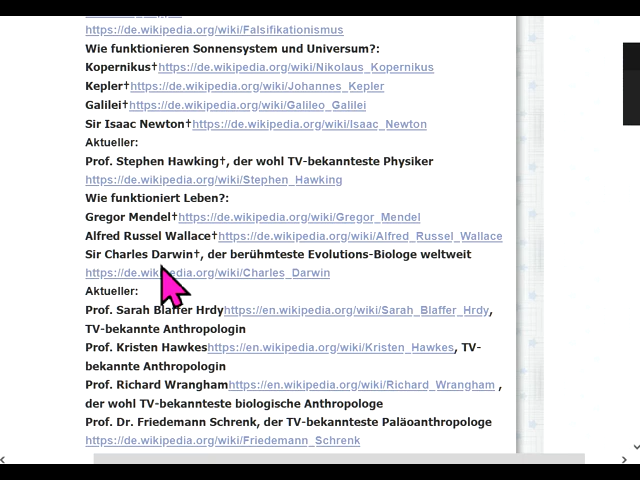 https://de.wikipedia.org/wiki/Falsifikationismus
Wie funktionieren Sonnensystem und Universum?:
Kopernikus†https://de.wikipedia.org/wiki/Nikolaus_Kopernikus
Kepler†https://de.wikipedia.org/wiki/Johannes_Kepler
Galilei†https://de.wikipedia.org/wiki/Galileo_Galilei
Sir Isaac Newton†https://de.wikipedia.org/wiki/Isaac_Newton
Aktueller:
Prof. Stephen Hawking†, der wohl TV-bekannteste Physiker
https://de.wikipedia.org/wiki/Stephen_Hawking
Wie funktioniert Leben?:
Gregor Mendel†https://de.wikipedia.org/wiki/Gregor_Mendel
Alfred Russel Wallace†https://de.wikipedia.org/wiki/Alfred_Russel_Wallace
Sir Charles Darwin†, der berühmteste Evolutions-Biologe weltweit
https://de.wikipedia.org/wiki/Charles_Darwin
Aktueller:
Prof. Sarah Blaffer Hrdyhttps://en.wikipedia.org/wiki/Sarah_Blaffer_Hrdy,
TV-bekannte Anthropologin
Prof. Kristen Hawkeshttps://en.wikipedia.org/wiki/Kristen_Hawkes, TV-
bekannte Anthropologin
Prof. Richard Wranghamhttps://en.wikipedia.org/wiki/Richard_Wrangham ,
der wohl TV-bekannteste biologische Anthropologe
Prof. Dr. Friedemann Schrenk, der TV-bekannteste Paläoanthropologe
https://de.wikipedia.org/wiki/Friedemann_Schrenk